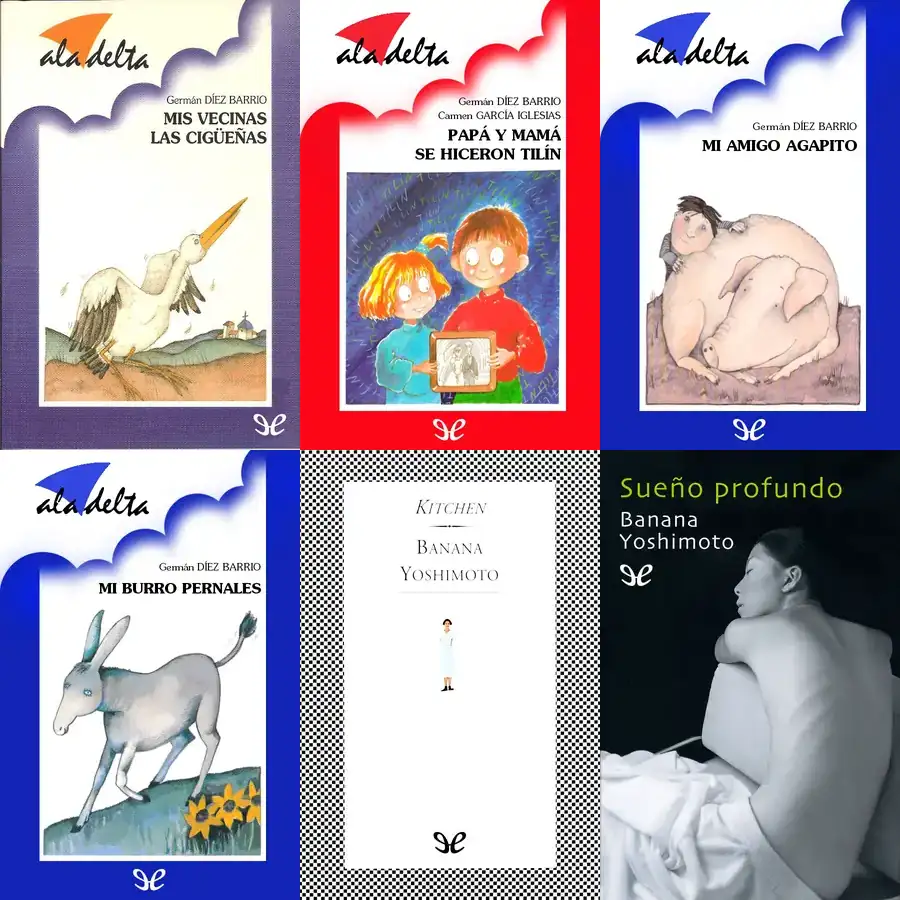 ala delta
Germán DÍEZ BARRIO
MIS VECINAS
LAS CIGÜEÑAS
ala delta
Germán DÍEZ BARRIO
Carmen GARCÍA IGLESIAS
PAPÁ Y MAMÁ
SE HICERON TILÍN
ala delta
Germán DÍEZ BARRIO
MI AMIGO AGAPITO
ala delta
Germán DÍEZ BARRIO
MI BURRO PERNALES
KITCHEN
BANANA
YOSHIMOTO
Sueño profundo
Banana
Yoshimoto